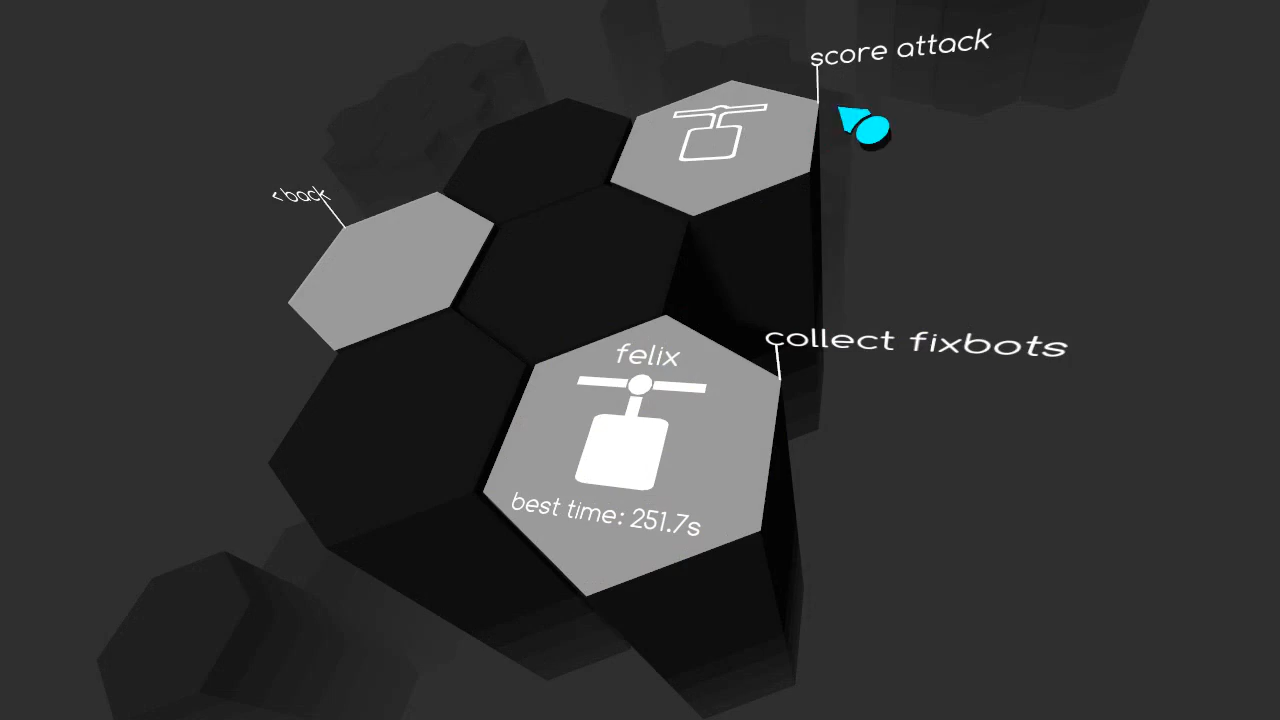 score attack
< back
collect fixbots
felix
best time: 251.7s